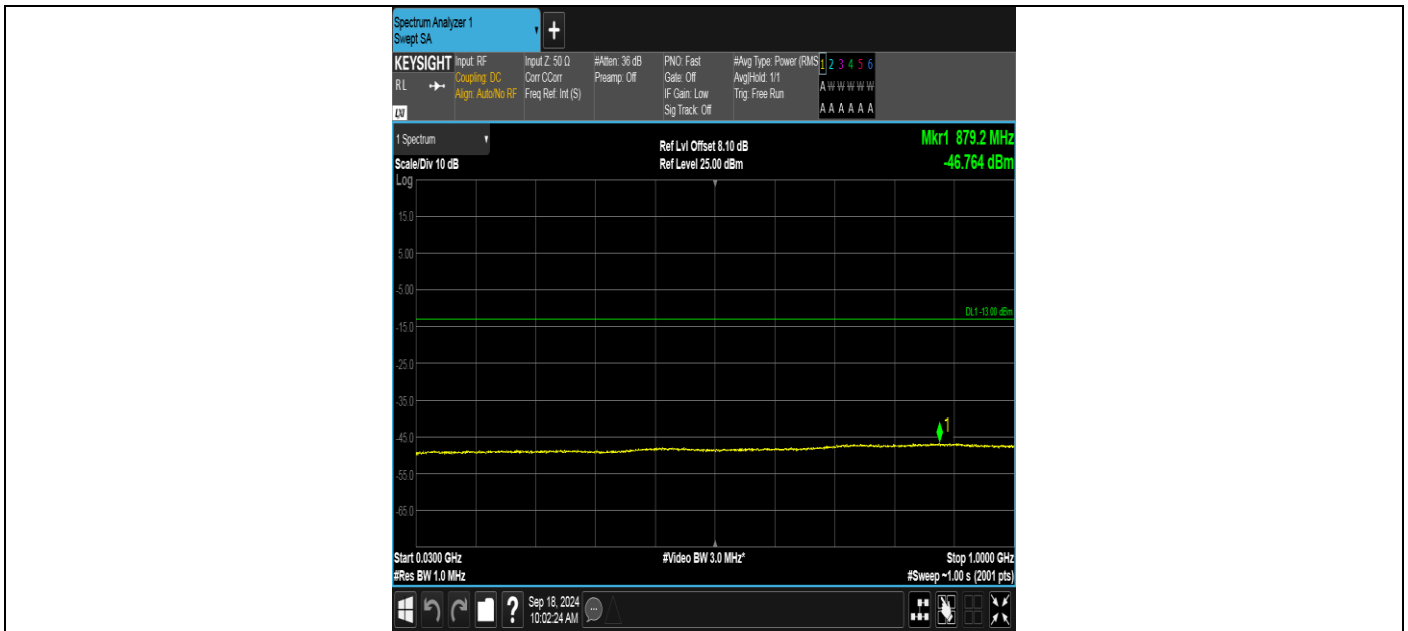 Spectrum Analyzer 1
Swept SA
+
KEYSIGHT
RL
LXI
Input: RF
Coupling: DC
Align: Auto/No RF
Input Z: 50 Ω
Corr CCorr
Freq Ref: Int (S)
#Atten: 36 dB
Preamp: Off
PNO: Fast
Gate: Off
IF Gain: Low
Sig Track: Off
#Avg Type: Power (RMS
Avg|Hold: 1/1
Trig: Free Run
1 2 3 4 5 6
A W W W W W
A A A A A A
1 Spectrum
Scale/Div 10 dB
Log
Ref Lvl Offset 8.10 dB
Ref Level 25.00 dBm
Mkr1 879.2 MHz
-46.764 dBm
15.0
5.00
-5.00
DL1 -13.00 dBm
-15.0
-25.0
-35.0
1
-45.0
-55.0
-65.0
Start 0.0300 GHz
#Video BW 3.0 MHz*
Stop 1.0000 GHz
#Res BW 1.0 MHz
#Sweep ~1.00 s (2001 pts)
?
Sep 18, 2024
10:02:24 AM